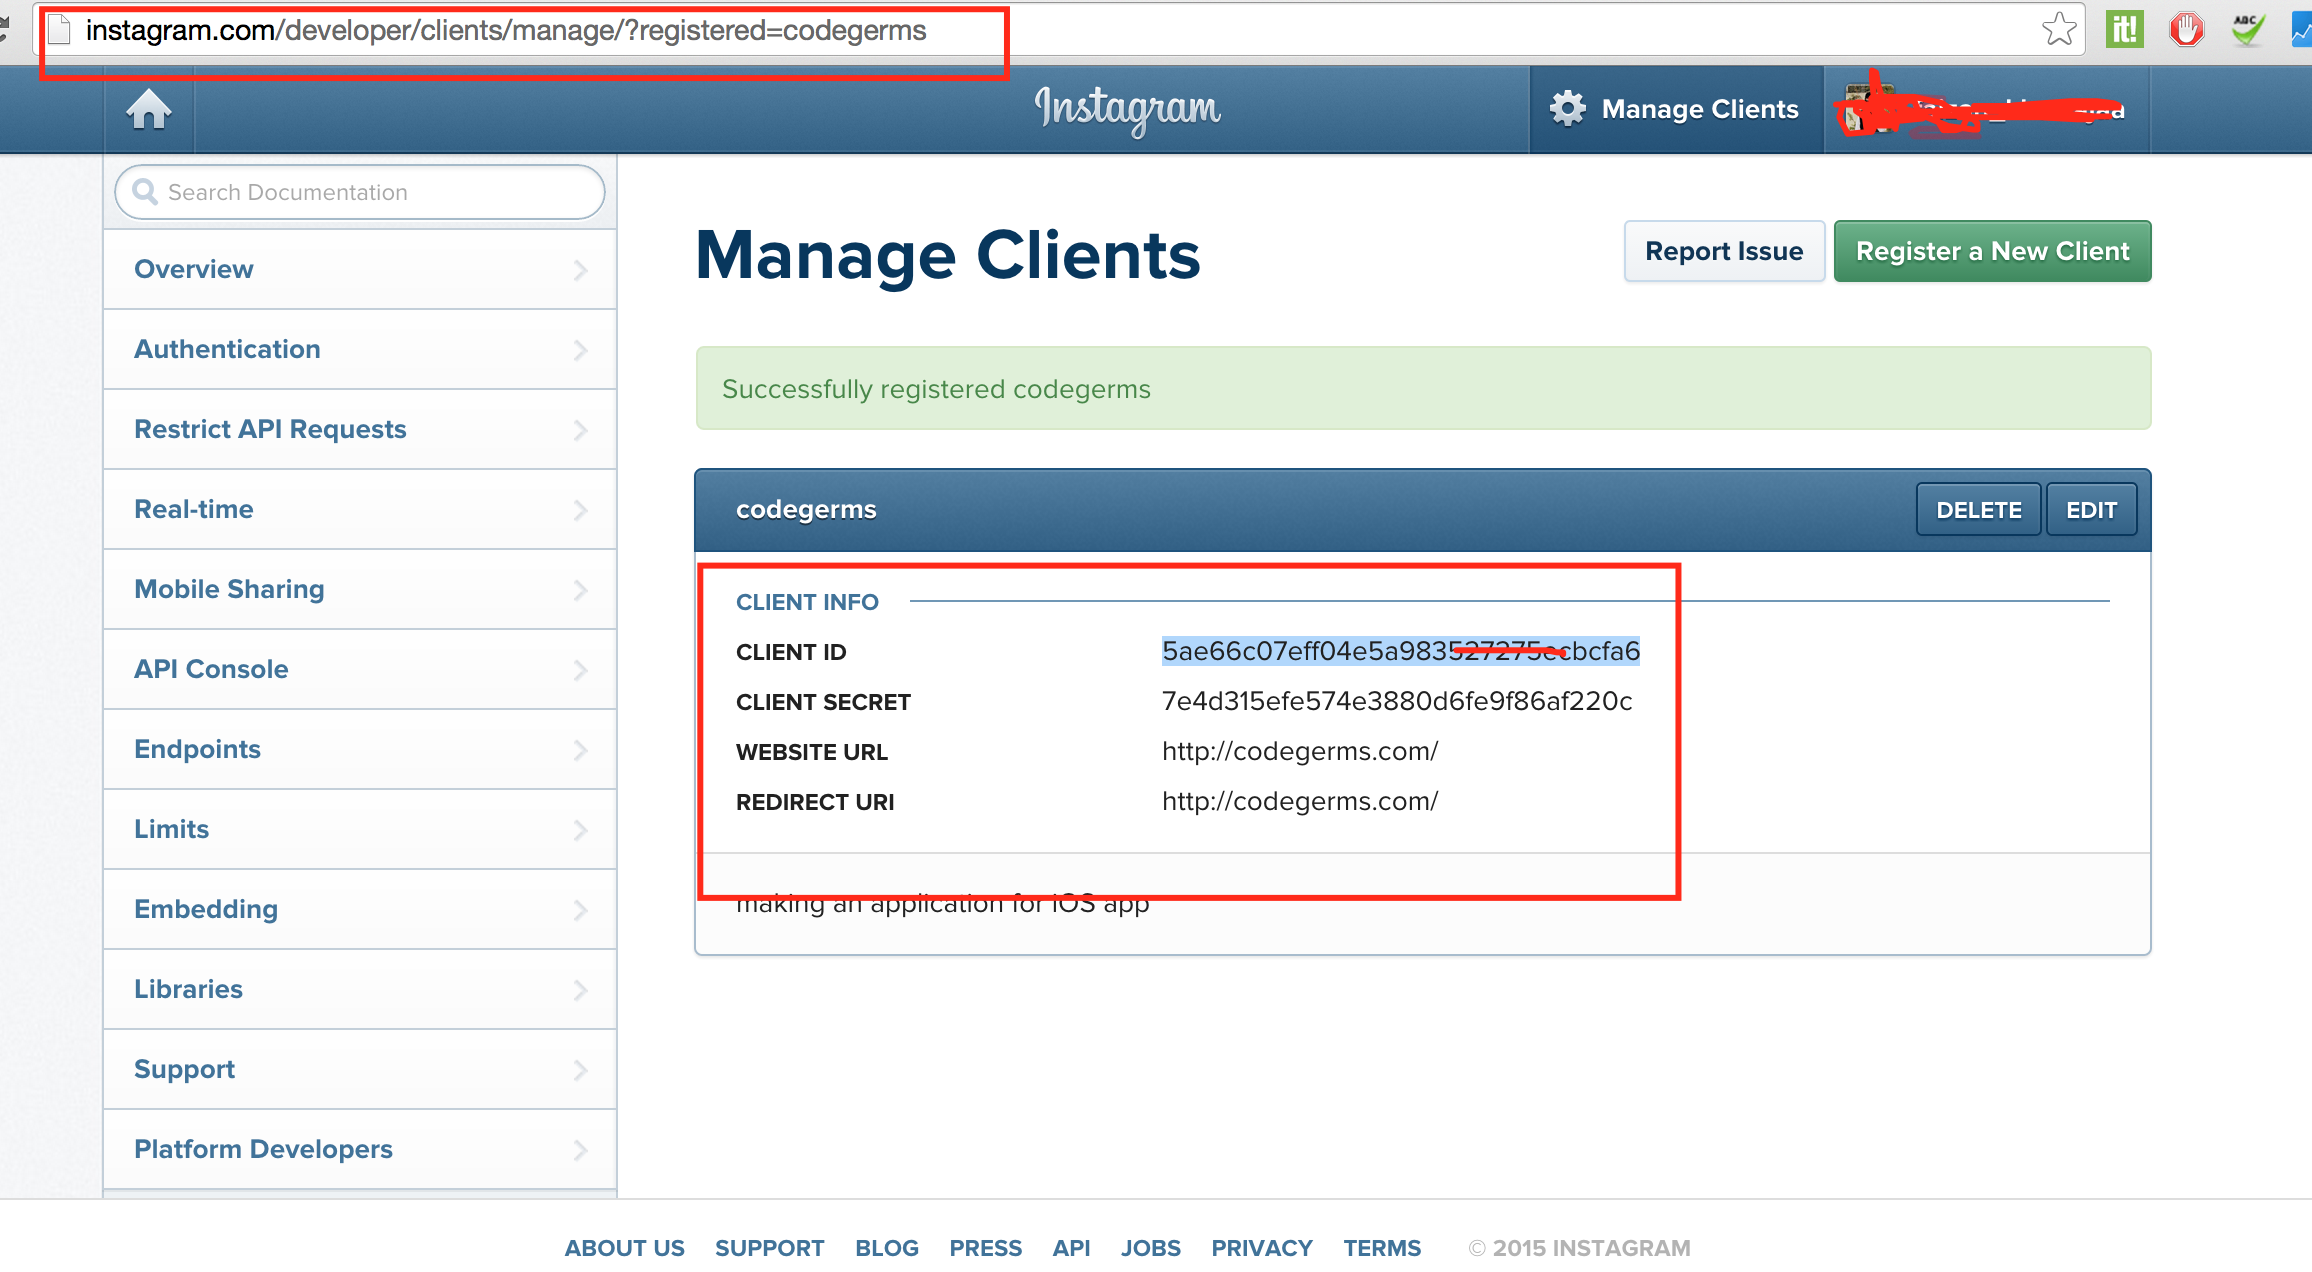 instagram.com/developer/clients/manage/?registered=codegerms
it!
ABC
Instagram
Manage Clients
Search Documentation
Overview
Authentication
Restrict API Requests
Real-time
Mobile Sharing
API Console
Endpoints
Limits
Embedding
Libraries
Support
Platform Developers
Manage Clients
Report Issue
Register a New Client
Successfully registered codegerms
codegerms
DELETE
EDIT
CLIENT INFO
CLIENT ID 5ae66c07eff04e5a983527275ecbcfa6
CLIENT SECRET 7e4d315efe574e3880d6fe9f86af220c
WEBSITE URL http://codegerms.com/
REDIRECT URI http://codegerms.com/
making an application for iOS app
ABOUT US SUPPORT BLOG PRESS API JOBS PRIVACY TERMS © 2015 INSTAGRAM